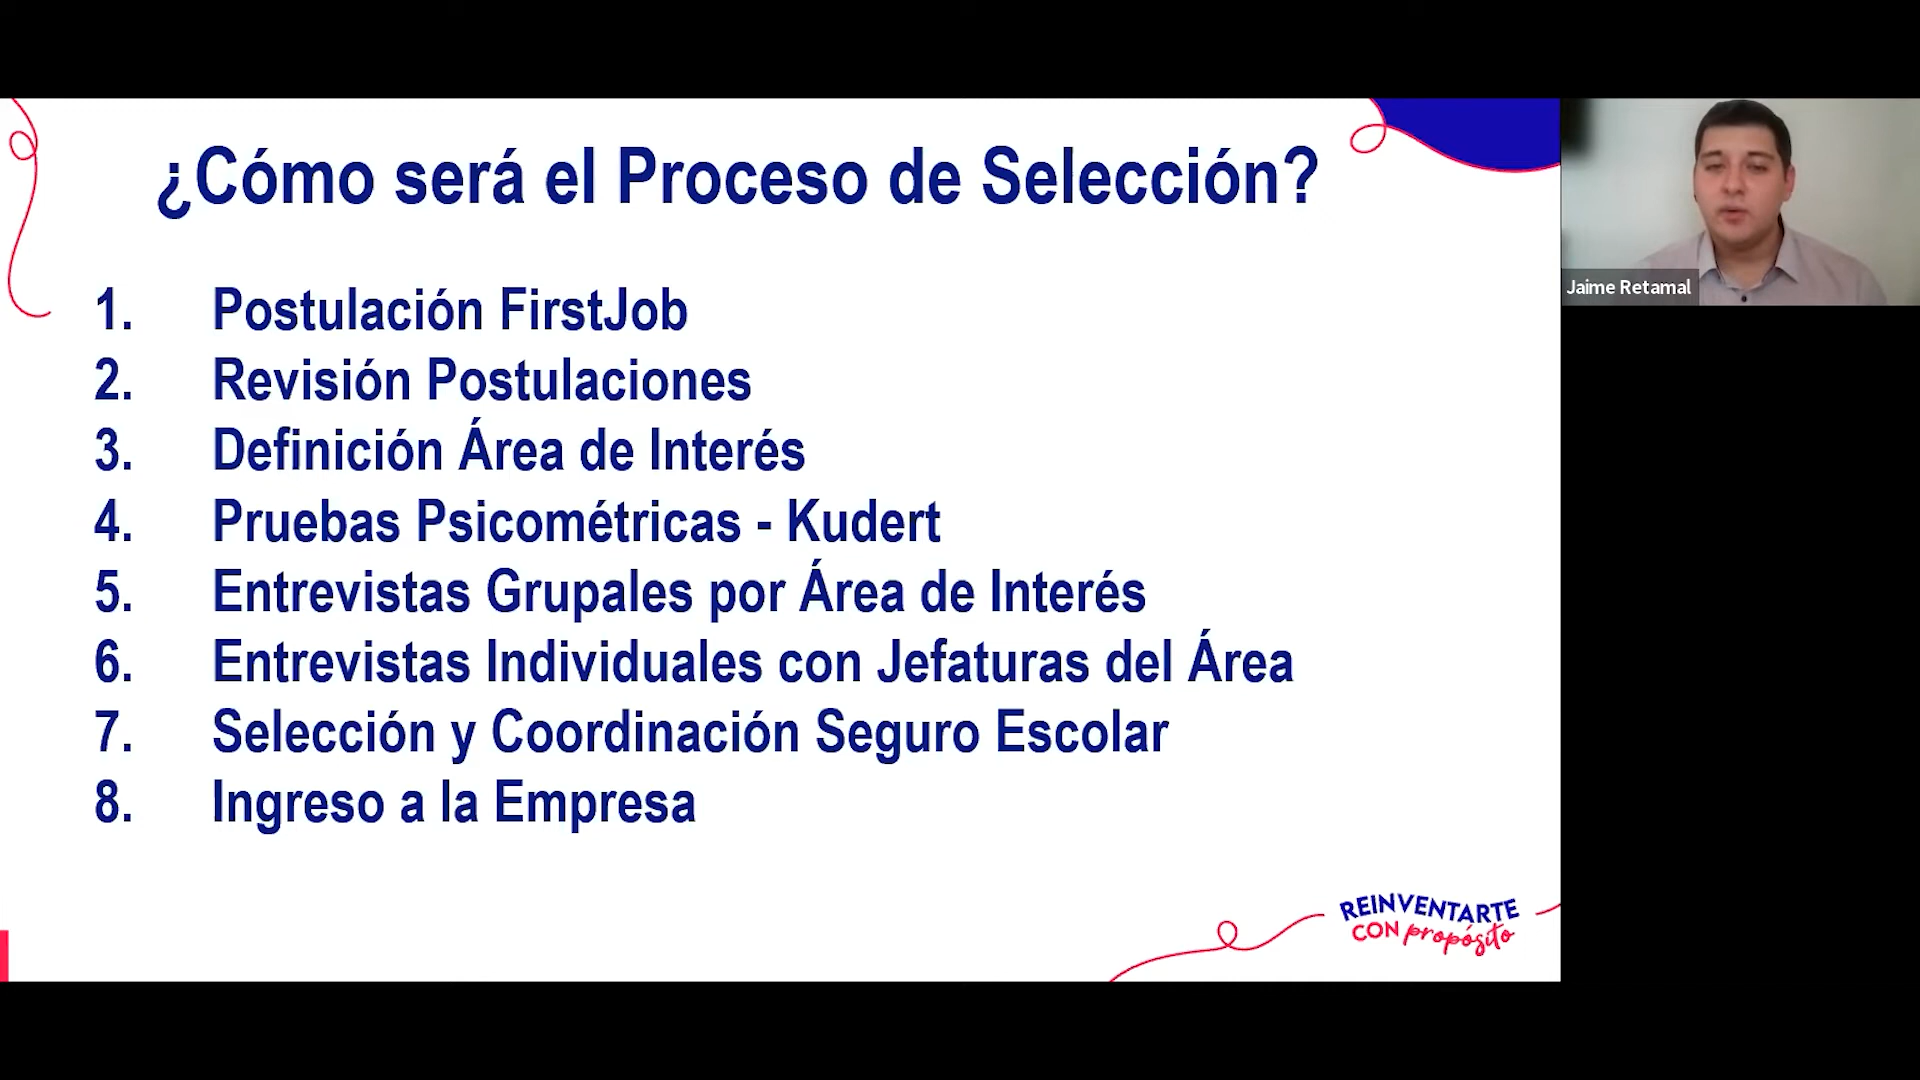 ¿Cómo será el Proceso de Selección?
1. Postulación FirstJob
2. Revisión Postulaciones
3. Definición Área de Interés
4. Pruebas Psicométricas - Kudert
5. Entrevistas Grupales por Área de Interés
6. Entrevistas Individuales con Jefaturas del Área
7. Selección y Coordinación Seguro Escolar
8. Ingreso a la Empresa
REINVENTARTE
CON propósito
Jaime Retamal